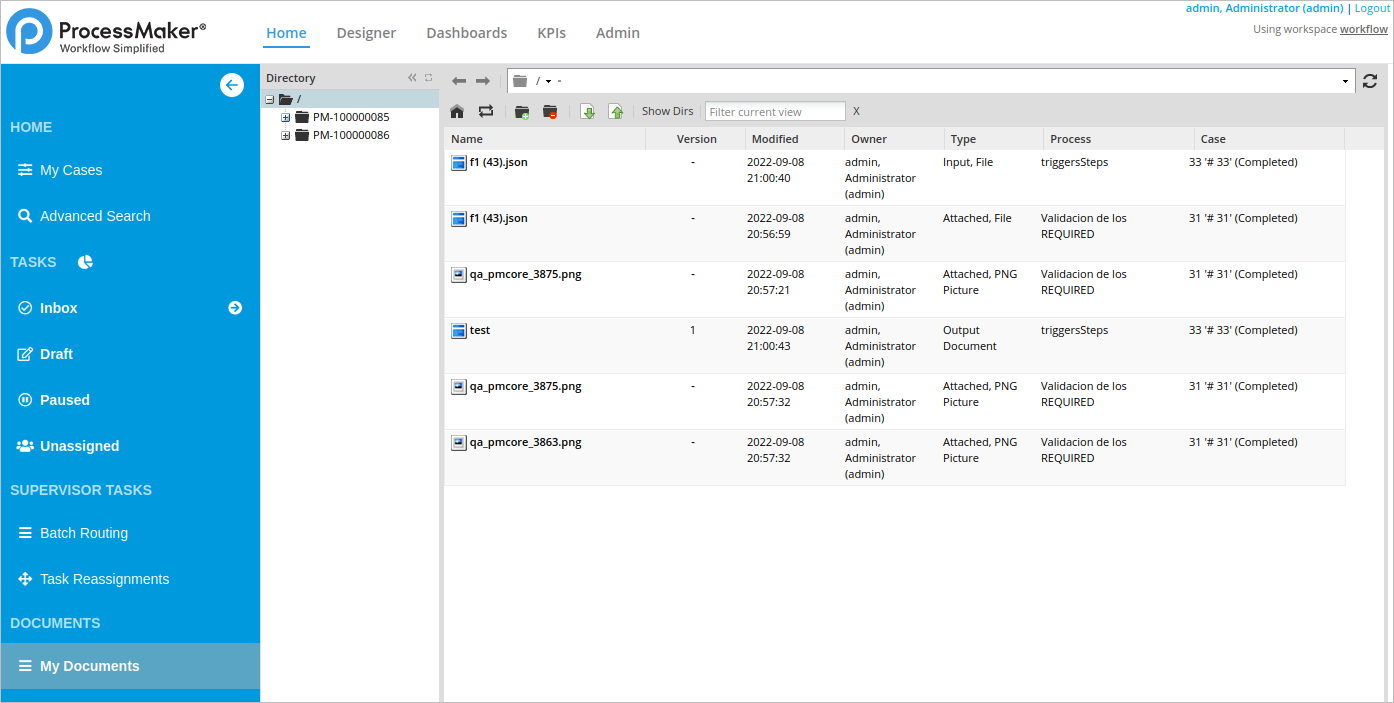 admin, Administrator (admin) | Logout
Using workspace workflow
ProcessMaker®
Workflow Simplified
Home Designer Dashboards KPIs Admin
HOME
My Cases
Advanced Search
TASKS
Inbox
Draft
Paused
Unassigned
SUPERVISOR TASKS
Batch Routing
Task Reassignments
DOCUMENTS
My Documents
Directory
/
PM-100000085
PM-100000086
/ -
Show Dirs Filter current view X
Name Version Modified Owner Type Process Case
f1 (43).json - 2022-09-08 admin, Input, File triggersSteps 33 '# 33' (Completed)
21:00:40 Administrator
(admin)
f1 (43).json - 2022-09-08 admin, Attached, File Validacion de los 31 '# 31' (Completed)
20:56:59 Administrator REQUIRED
(admin)
qa_pmcore_3875.png - 2022-09-08 admin, Attached, PNG Validacion de los 31 '# 31' (Completed)
20:57:21 Administrator Picture REQUIRED
(admin)
test 1 2022-09-08 admin, Output triggersSteps 33 '# 33' (Completed)
21:00:43 Administrator Document
(admin)
qa_pmcore_3875.png - 2022-09-08 admin, Attached, PNG Validacion de los 31 '# 31' (Completed)
20:57:32 Administrator Picture REQUIRED
(admin)
qa_pmcore_3863.png - 2022-09-08 admin, Attached, PNG Validacion de los 31 '# 31' (Completed)
20:57:32 Administrator Picture REQUIRED
(admin)